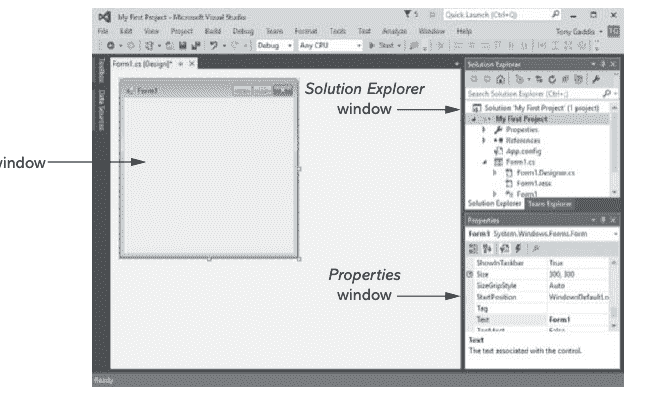 My First Project - Microsoft Visual Studio
5
Quick Launch (Ctrl+Q)
File Edit View Project Build Debug Team Format Tools Test Analyze Window Help
Tony Gaddis TG
Debug Any CPU Start
Toolbox
Data Sources
Form1.cs [Design]*
Form1
window
Solution Explorer
window
Properties
window
Solution Explorer
Search Solution Explorer (Ctrl+;)
Solution 'My First Project' (1 project)
My First Project
Properties
References
App.config
Form1.cs
Form1.Designer.cs
Form1.resx
Form1
Solution Explorer Team Explorer
Properties
Form1 System.Windows.Forms.Form
ShowInTaskbar True
Size 300, 300
SizeGripStyle Auto
StartPosition WindowsDefaultLo
Tag
Text Form1
False
Text
The text associated with the control.
Ready